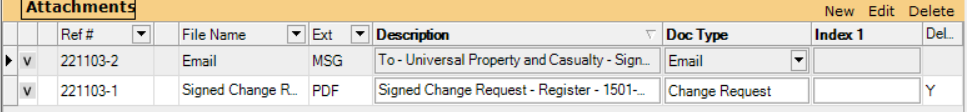 Attachments
New Edit Delete
Ref # File Name Ext Description Doc Type Index 1 Del...
v 221103-2 Email MSG To - Universal Property and Casualty - Sign... Email
v 221103-1 Signed Change R... PDF Signed Change Request - Register - 1501-... Change Request Y